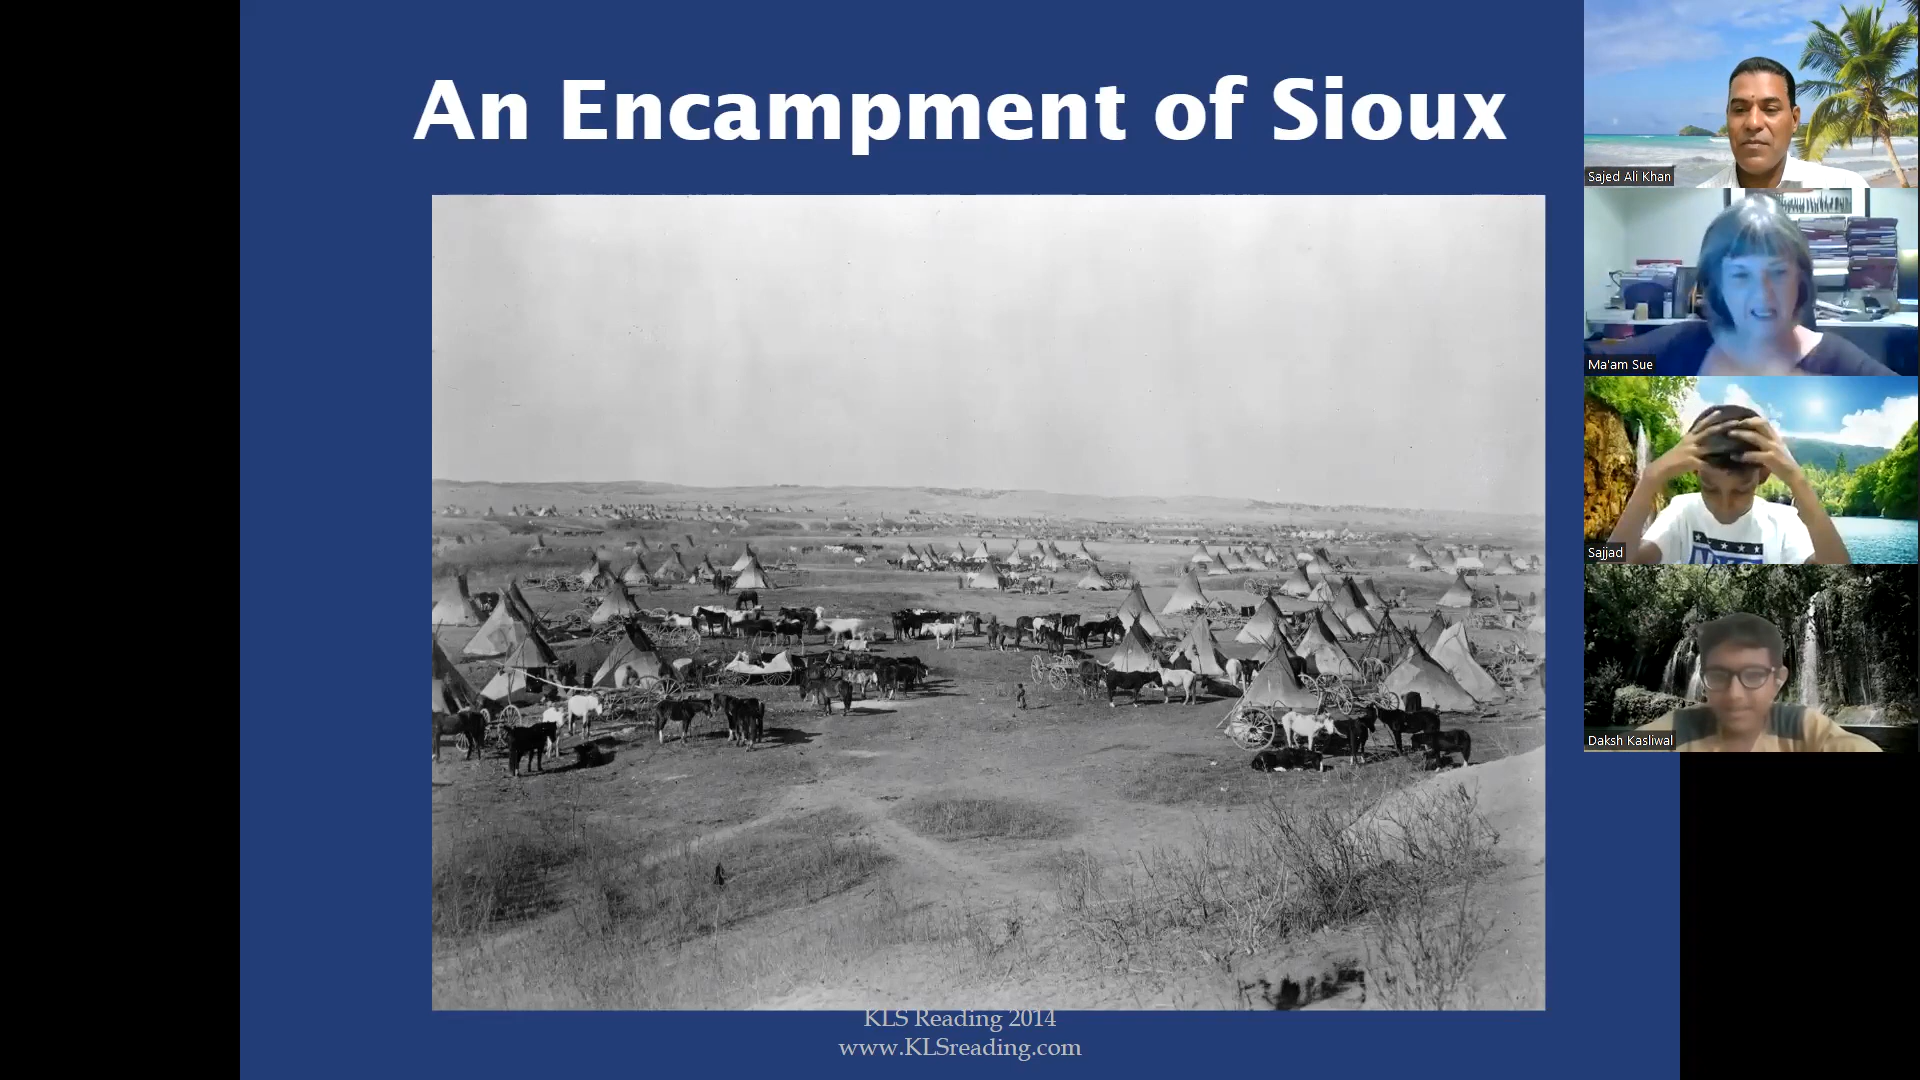 An Encampment of Sioux
KLS Reading 2014
www.KLSreading.com
Sajed Ali Khan
Ma'am Sue
Sajjad
Daksh Kasliwal